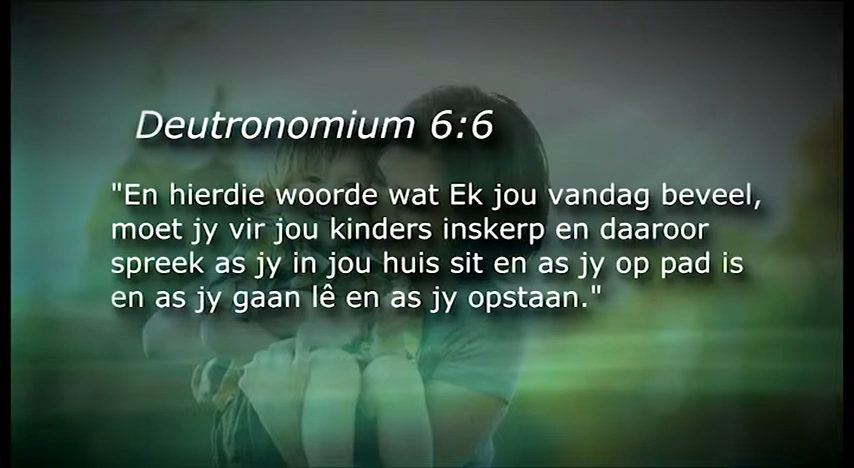 Deutronomium 6:6
"En hierdie woorde wat Ek jou vandag beveel,
moet jy vir jou kinders inskerp en daaroor
spreek as jy in jou huis sit en as jy op pad is
en as jy gaan lê en as jy opstaan."